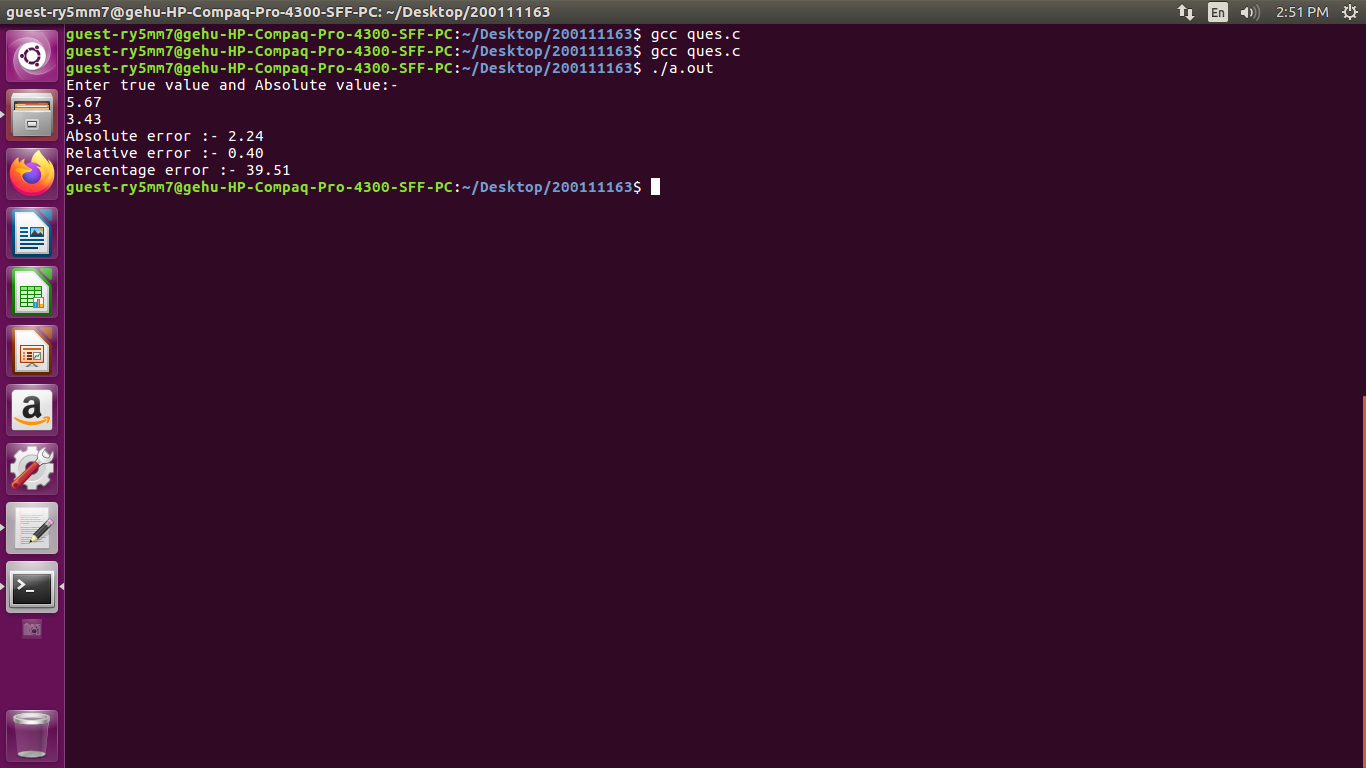 guest-ry5mm7@gehu-HP-Compaq-Pro-4300-SFF-PC: ~/Desktop/200111163
En
2:51 PM
guest-ry5mm7@gehu-HP-Compaq-Pro-4300-SFF-PC:~/Desktop/200111163$ gcc ques.c
guest-ry5mm7@gehu-HP-Compaq-Pro-4300-SFF-PC:~/Desktop/200111163$ gcc ques.c
guest-ry5mm7@gehu-HP-Compaq-Pro-4300-SFF-PC:~/Desktop/200111163$ ./a.out
Enter true value and Absolute value:-
5.67
3.43
Absolute error :- 2.24
Relative error :- 0.40
Percentage error :- 39.51
guest-ry5mm7@gehu-HP-Compaq-Pro-4300-SFF-PC:~/Desktop/200111163$
a
>_